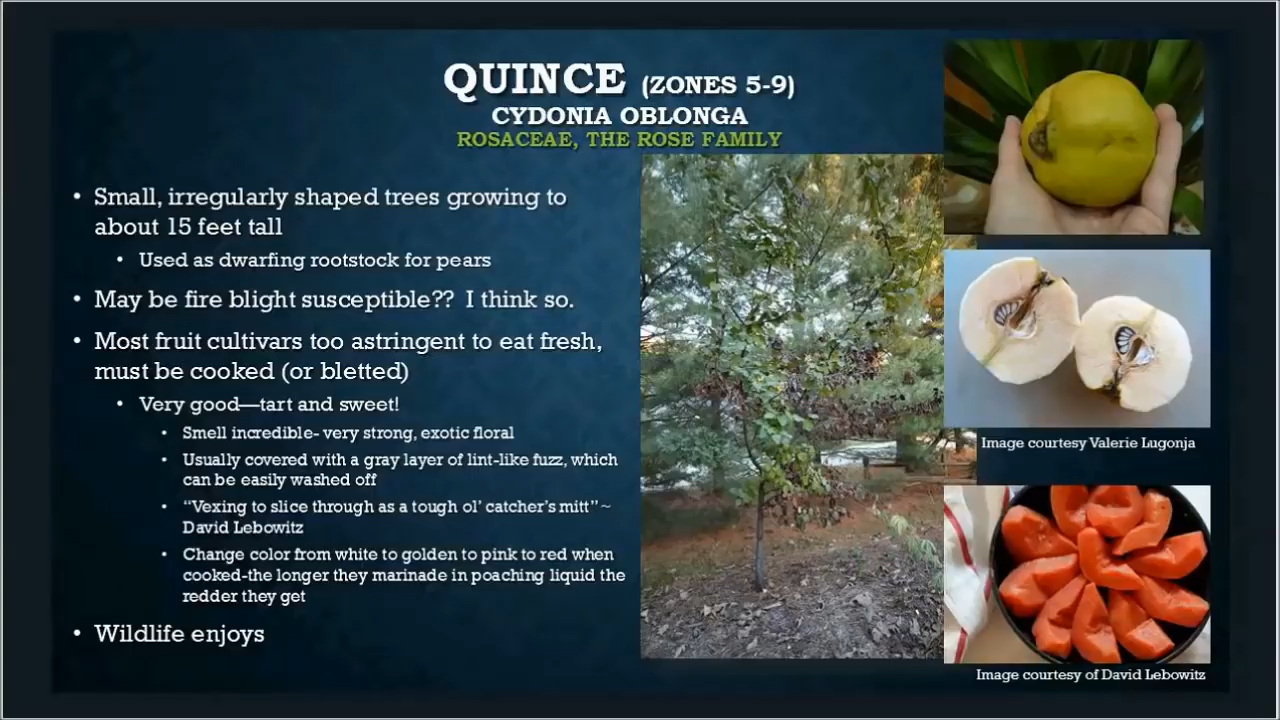 QUINCE (ZONES 5-9)
CYDONIA OBLONGA
ROSACEAE, THE ROSE FAMILY
• Small, irregularly shaped trees growing to
about 15 feet tall
• Used as dwarfing rootstock for pears
• May be fire blight susceptible?? I think so.
• Most fruit cultivars too astringent to eat fresh,
must be cooked (or bletted)
• Very good—tart and sweet!
• Smell incredible- very strong, exotic floral
• Usually covered with a gray layer of lint-like fuzz, which
can be easily washed off
• “Vexing to slice through as a tough ol’ catcher’s mitt” ~
David Lebowitz
• Change color from white to golden to pink to red when
cooked-the longer they marinade in poaching liquid the
redder they get
• Wildlife enjoys
Image courtesy Valerie Lugonja
Image courtesy of David Lebowitz